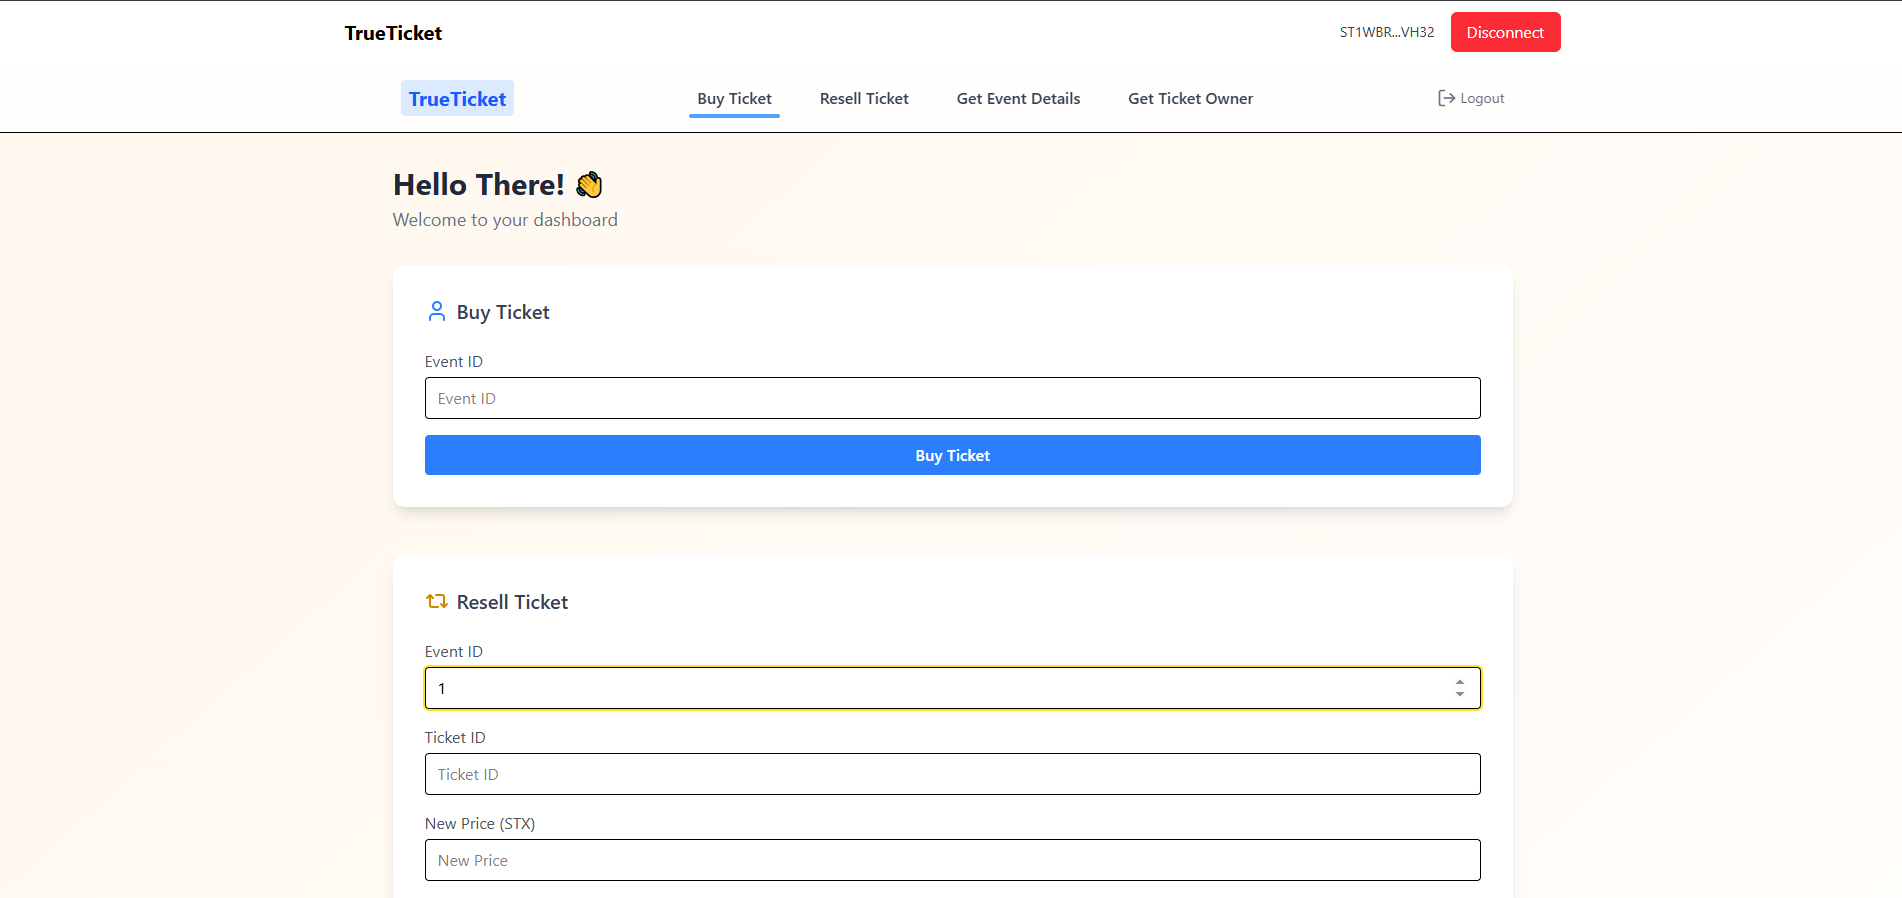 TrueTicket
ST1WBR...VH32
Disconnect
TrueTicket
Buy Ticket
Resell Ticket
Get Event Details
Get Ticket Owner
Logout
Hello There! 👋
Welcome to your dashboard
Buy Ticket
Event ID
Event ID
Buy Ticket
Resell Ticket
Event ID
1
Ticket ID
Ticket ID
New Price (STX)
New Price